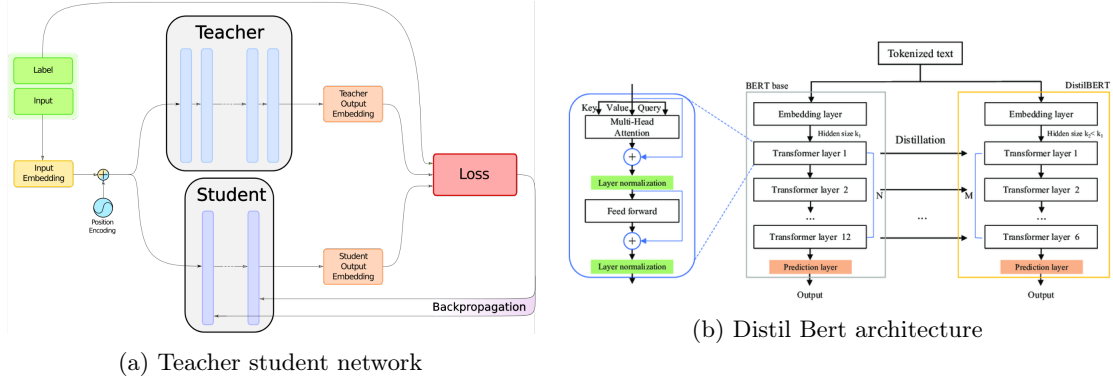 Teacher
Label
Input
Input
Embedding
Position
Encoding
Teacher
Output
Embedding
Loss
Student
Student
Output
Embedding
Backpropagation
(a) Teacher student network
Tokenized text
BERT base
DistilBERT
Key Value Query
Multi-Head
Attention
+
Layer normalization
Feed forward
+
Layer normalization
Embedding layer
Hidden size k₁
Transformer layer 1
Transformer layer 2
...
Transformer layer 12
Prediction layer
Output
N
Distillation
...
M
Embedding layer
Hidden size k₂< k₁
Transformer layer 1
Transformer layer 2
...
Transformer layer 6
Prediction layer
Output
(b) Distil Bert architecture